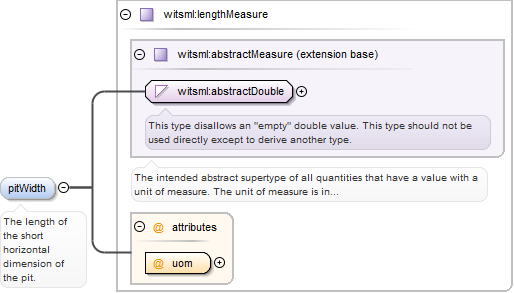 witsml:lengthMeasure
witsml:abstractMeasure (extension base)
witsml:abstractDouble
This type disallows an "empty" double value. This type should not be
used directly except to derive another type.
The intended abstract supertype of all quantities that have a value with a
unit of measure. The unit of measure is in...
pitWidth
The length of
the short
horizontal
dimension of
the pit.
@ attributes
@ uom